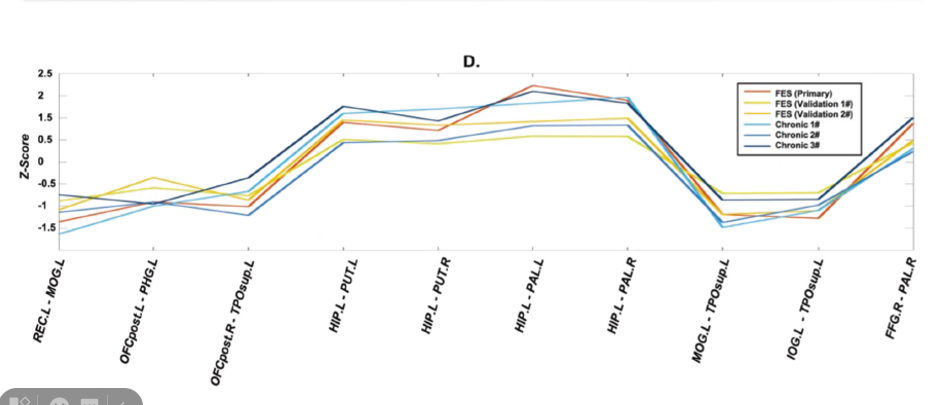 D.
2.5
2
1.5
0.5
0
-0.5
-1
-1.5
Z-Score
FES (Primary)
FES (Validation 1#)
FES (Validation 2#)
Chronic 1#
Chronic 2#
Chronic 3#
REC.L - MOG.L
OFCpost.L - PHG.L
OFCpost.R - TPOsup.L
HIP.L - PUT.L
HIP.L - PUT.R
HIP.L - PAL.L
HIP.L - PAL.R
MOG.L - TPOsup.L
IOG.L - TPOsup.L
FFG.R - PAL.R